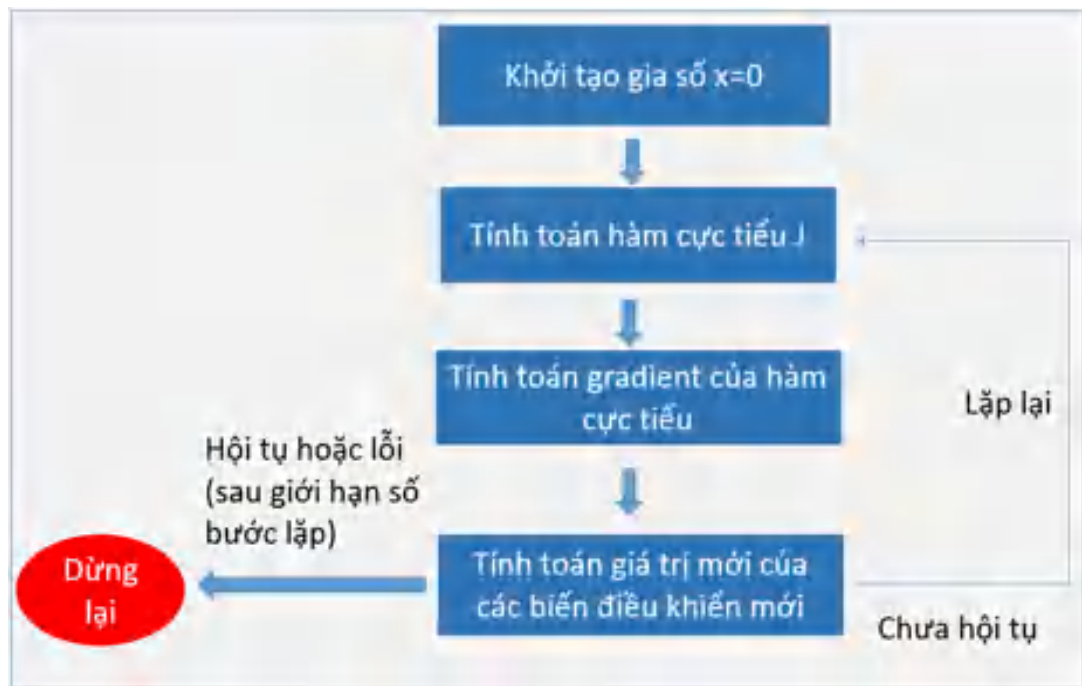 Khởi tạo gia số x=0
Tính toán hàm cực tiểu J
Tính toán gradient của hàm
cực tiểu
Lặp lại
Hội tụ hoặc lỗi
(sau giới hạn số
bước lặp)
Dừng
lại
Tính toán giá trị mới của
các biến điều khiển mới
Chưa hội tụ